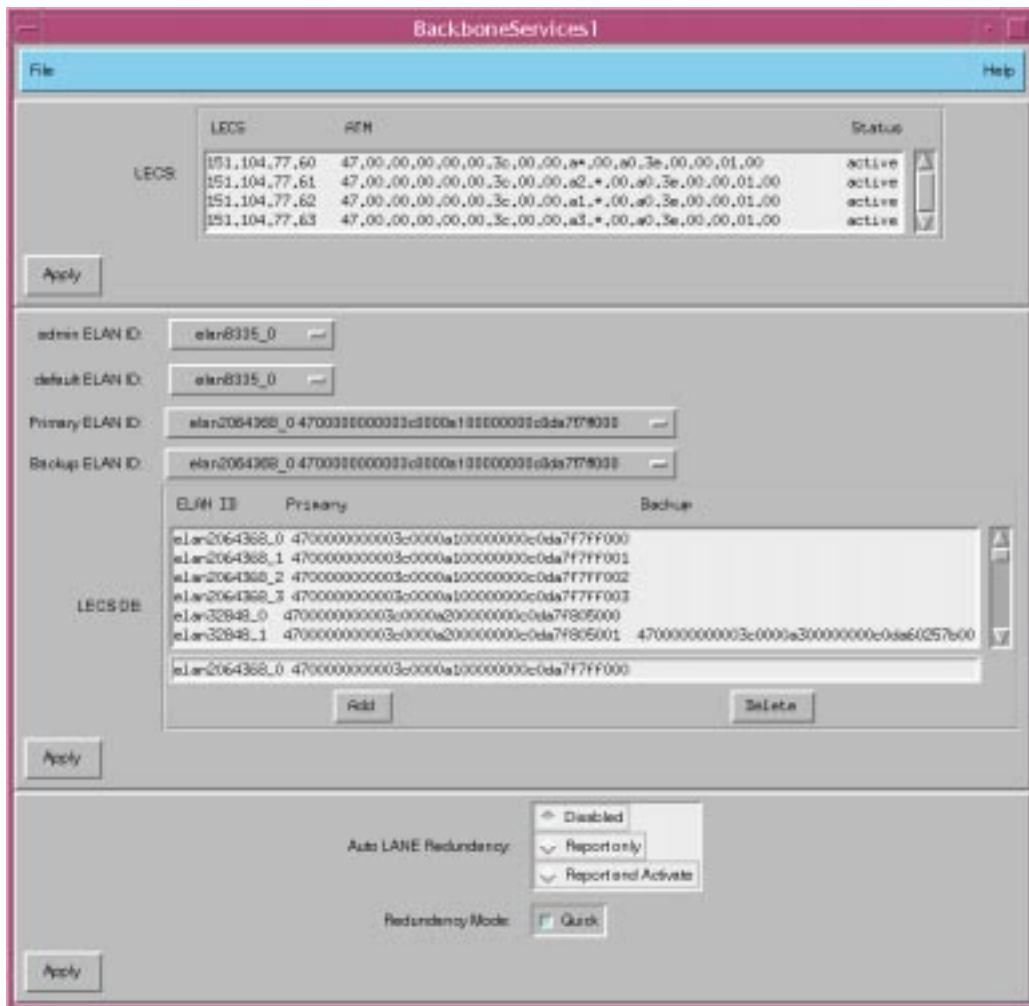 BackboneServices1
File Help
LECS ATM Status
LECS:
151.104.77.60 47.00.00.00.00.00.3c.00.00.a*.00.a0.3e.00.00.01.00 active
151.104.77.61 47.00.00.00.00.00.3c.00.00.a2.*.00.a0.3e.00.00.01.00 active
151.104.77.62 47.00.00.00.00.00.3c.00.00.a1.*.00.a0.3e.00.00.01.00 active
151.104.77.63 47.00.00.00.00.00.3c.00.00.a3.*.00.a0.3e.00.00.01.00 active
Apply
admin ELAN ID: elan8335_0
default ELAN ID: elan8335_0
Primary ELAN ID: elan2064368_0 4700000000003c0000a100000000c0da7f7ff000
Backup ELAN ID: elan2064368_0 4700000000003c0000a100000000c0da7f7ff000
ELAN ID Primary Backup
elan2064368_0 4700000000003c0000a100000000c0da7f7ff000
elan2064368_1 4700000000003c0000a100000000c0da7f7ff001
elan2064368_2 4700000000003c0000a100000000c0da7f7ff002
elan2064368_3 4700000000003c0000a100000000c0da7f7ff003
LECS DB:
elan32848_0 4700000000003c0000a200000000c0da7f805000
elan32848_1 4700000000003c0000a200000000c0da7f805001 4700000000003c0000a300000000c0da60257b00
elan2064368_0 4700000000003c0000a100000000c0da7f7ff000
Add Delete
Apply
Disabled
Auto LANE Redundancy: Report only
Report and Activate
Redundancy Mode: Quick
Apply